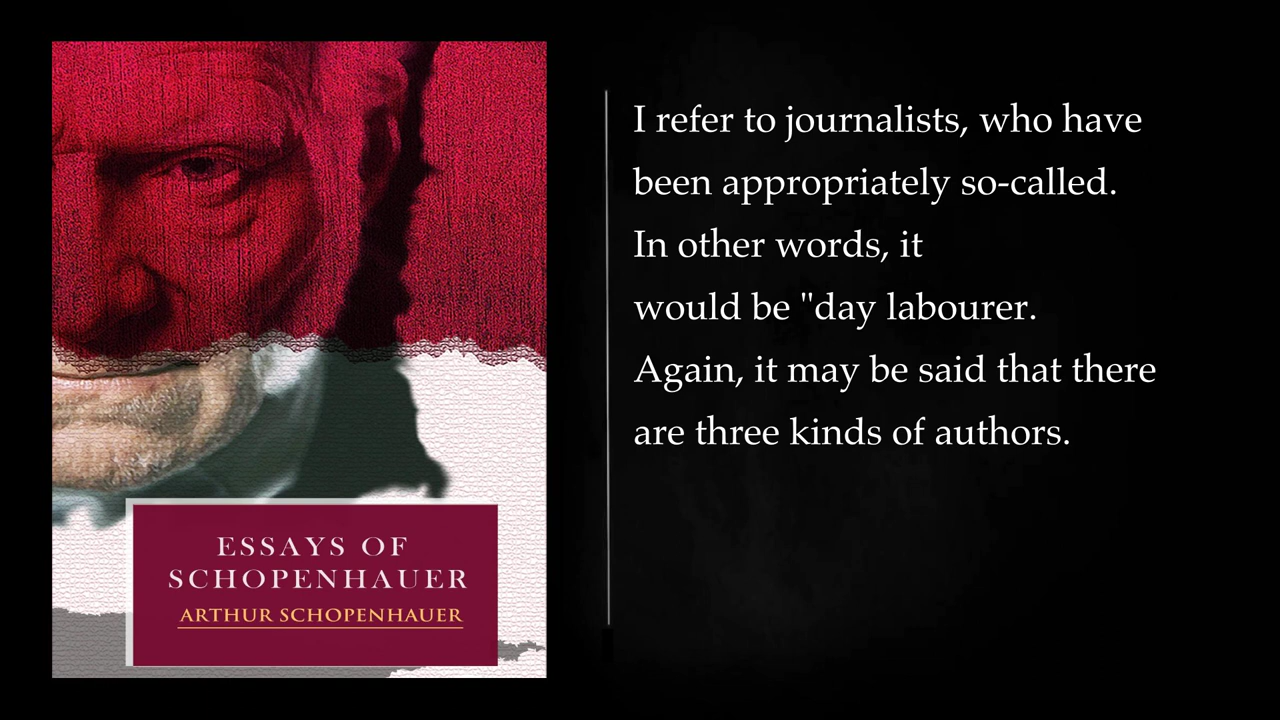 ESSAYS OF
SCHOPENHAUER
ARTHUR SCHOPENHAUER
I refer to journalists, who have
been appropriately so-called.
In other words, it
would be "day labourer.
Again, it may be said that there
are three kinds of authors.